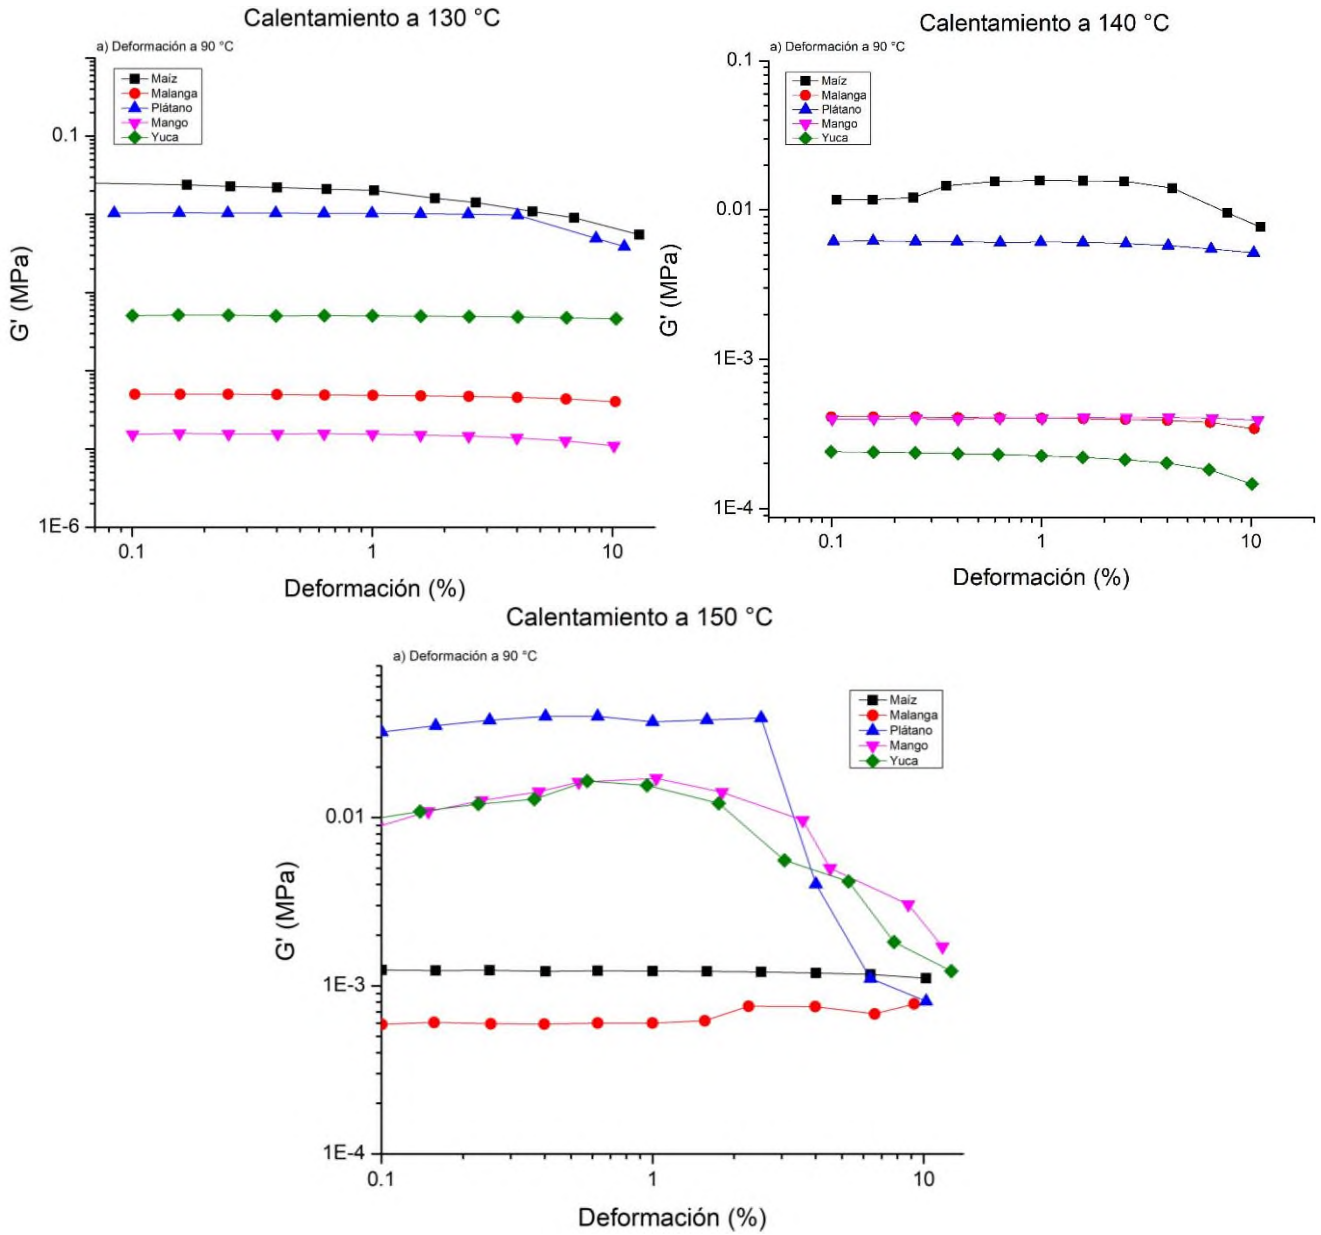 Calentamiento a 130 °C
a) Deformación a 90 °C
Maíz
Malanga
Plátano
Mango
Yuca
0.1
1E-6
G' (MPa)
0.1
1
10
Deformación (%)
Calentamiento a 140 °C
a) Deformación a 90 °C
Maíz
Malanga
Plátano
Mango
Yuca
0.1
0.01
1E-3
1E-4
G' (MPa)
0.1
1
10
Deformación (%)
Calentamiento a 150 °C
a) Deformación a 90 °C
Maíz
Malanga
Plátano
Mango
Yuca
0.01
1E-3
1E-4
G' (MPa)
0.1
1
10
Deformación (%)